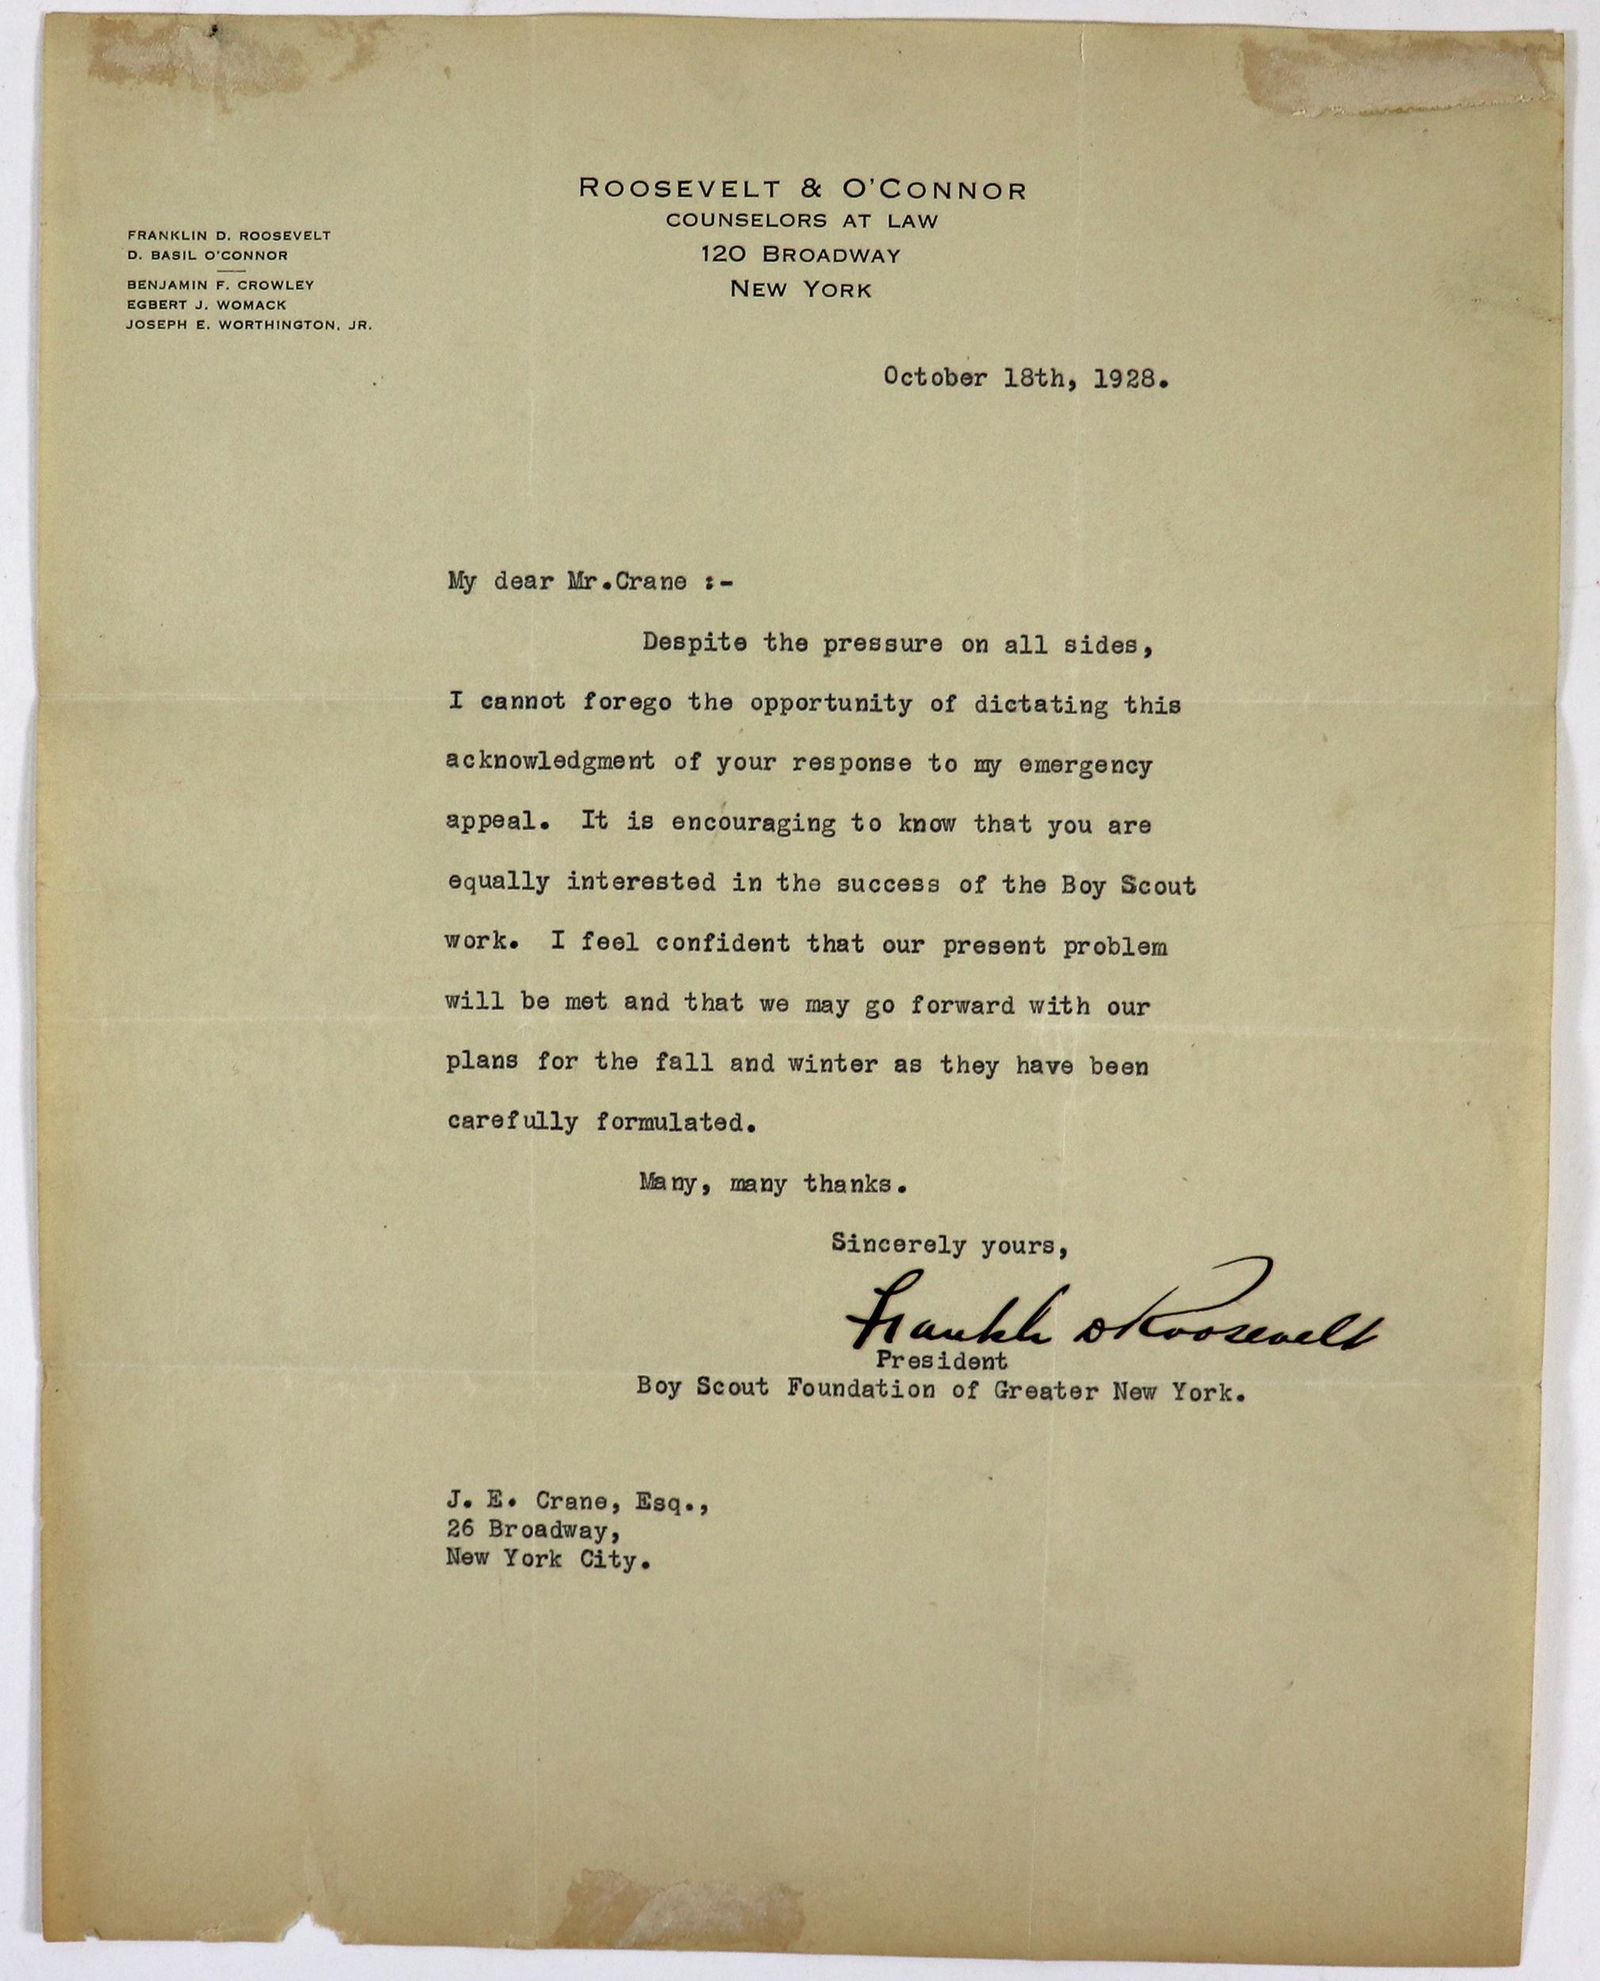 ROOSEVELT & O'CONNOR
COUNSELORS AT LAW
120 BROADWAY
NEW YORK
FRANKLIN D. ROOSEVELT
D. BASIL O'CONNOR
BENJAMIN F. CROWLEY
EGBERT J. WOMACK
JOSEPH E. WORTHINGTON, JR.
October 18th, 1928.
My dear Mr.Crane :-
Despite the pressure on all sides,
I cannot forego the opportunity of dictating this
acknowledgment of your response to my emergency
appeal. It is encouraging to know that you are
equally interested in the success of the Boy Scout
work. I feel confident that our present problem
will be met and that we may go forward with our
plans for the fall and winter as they have been
carefully formulated.
Many, many thanks.
Sincerely yours,
Franklin D Roosevelt
President
Boy Scout Foundation of Greater New York.
J. E. Crane, Esq.,
26 Broadway,
New York City.